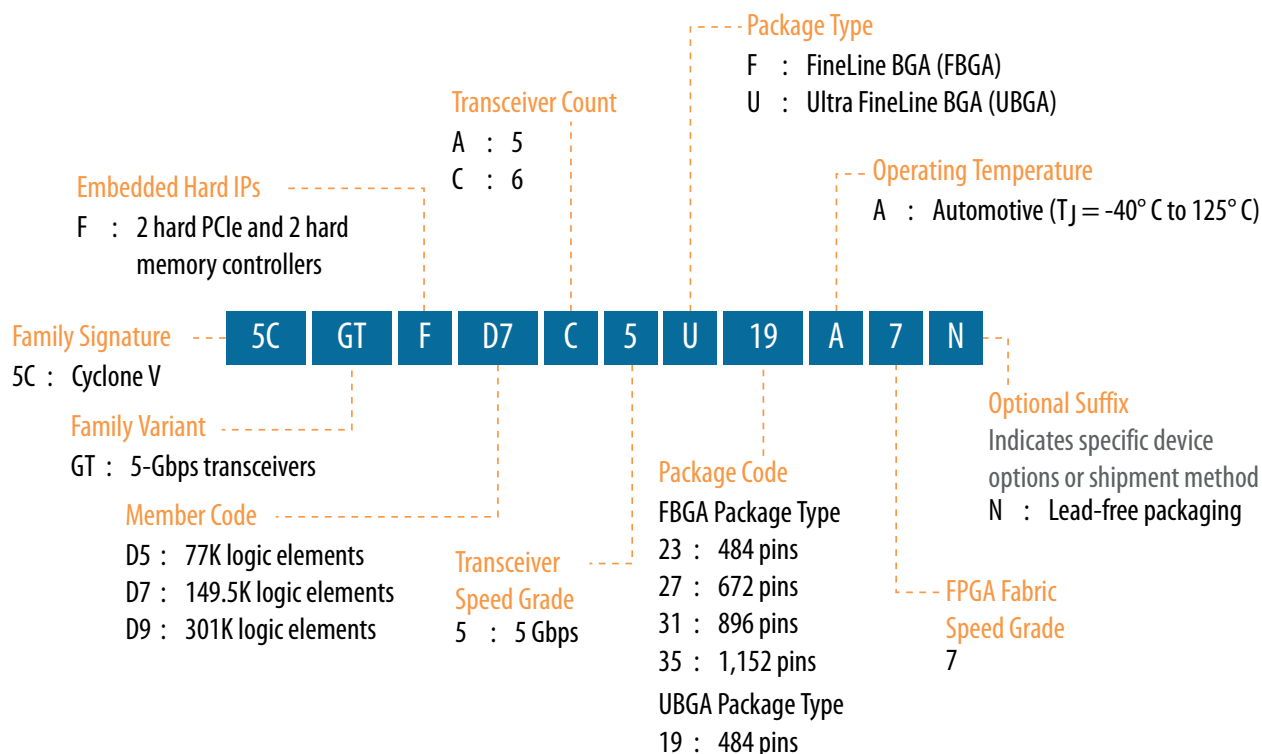 Package Type
F : FineLine BGA (FBGA)
U : Ultra FineLine BGA (UBGA)
Transceiver Count
A : 5
C : 6
Operating Temperature
A : Automotive (TJ = -40° C to 125° C)
Embedded Hard IPs
F : 2 hard PCIe and 2 hard
memory controllers
5C GT F D7 C 5 U 19 A 7 N
Family Signature
5C : Cyclone V
Family Variant
GT : 5-Gbps transceivers
Member Code
D5 : 77K logic elements
D7 : 149.5K logic elements
D9 : 301K logic elements
Transceiver
Speed Grade
5 : 5 Gbps
Package Code
FBGA Package Type
23 : 484 pins
27 : 672 pins
31 : 896 pins
35 : 1,152 pins
UBGA Package Type
19 : 484 pins
FPGA Fabric
Speed Grade
7
Optional Suffix
Indicates specific device
options or shipment method
N : Lead-free packaging